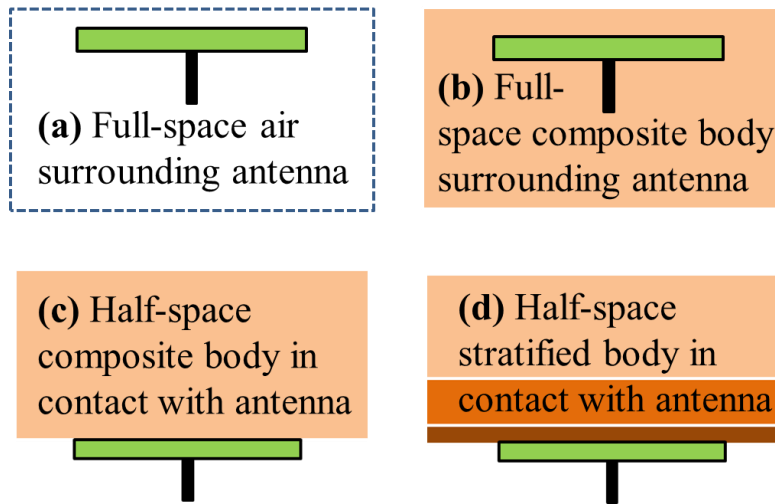 (a) Full-space air
surrounding antenna
(b) Full-
space composite body
surrounding antenna
(c) Half-space
composite body in
contact with antenna
(d) Half-space
stratified body in
contact with antenna